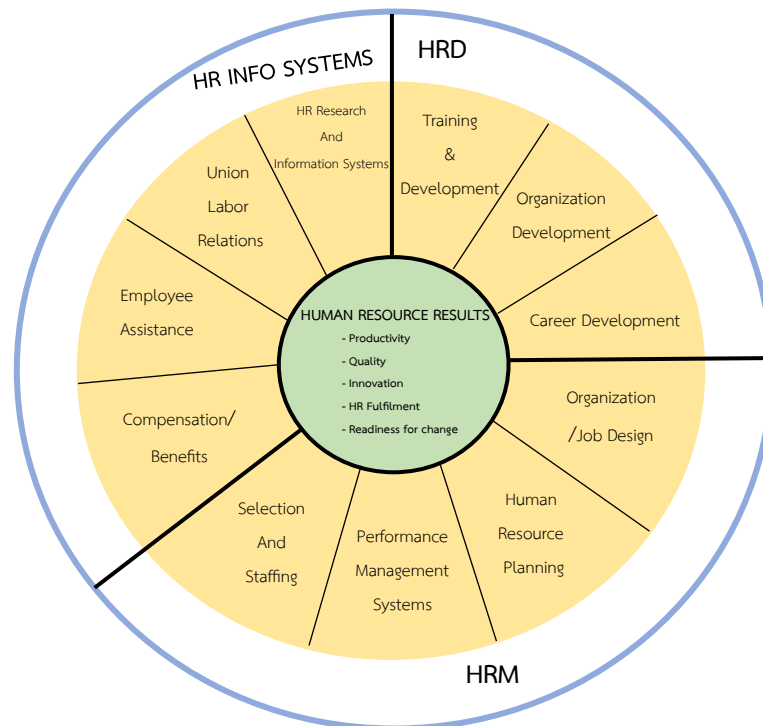 HR INFO SYSTEMS
HRD
HR Research
And
Information Systems
Training
&
Development
Organization
Development
Career Development
Organization
/Job Design
Human
Resource
Planning
Performance
Management
Systems
Selection
And
Staffing
Compensation/
Benefits
Employee
Assistance
Union
Labor
Relations
HUMAN RESOURCE RESULTS
- Productivity
- Quality
- Innovation
- HR Fulfilment
- Readiness for change
HRM